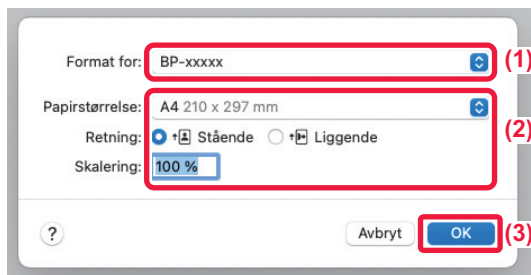 Format for: BP-xxxxx (1)
Papirstørrelse: A4 210 x 297 mm
Retning: Stående Liggende (2)
Skalering: 100 %
? Avbryt OK (3)